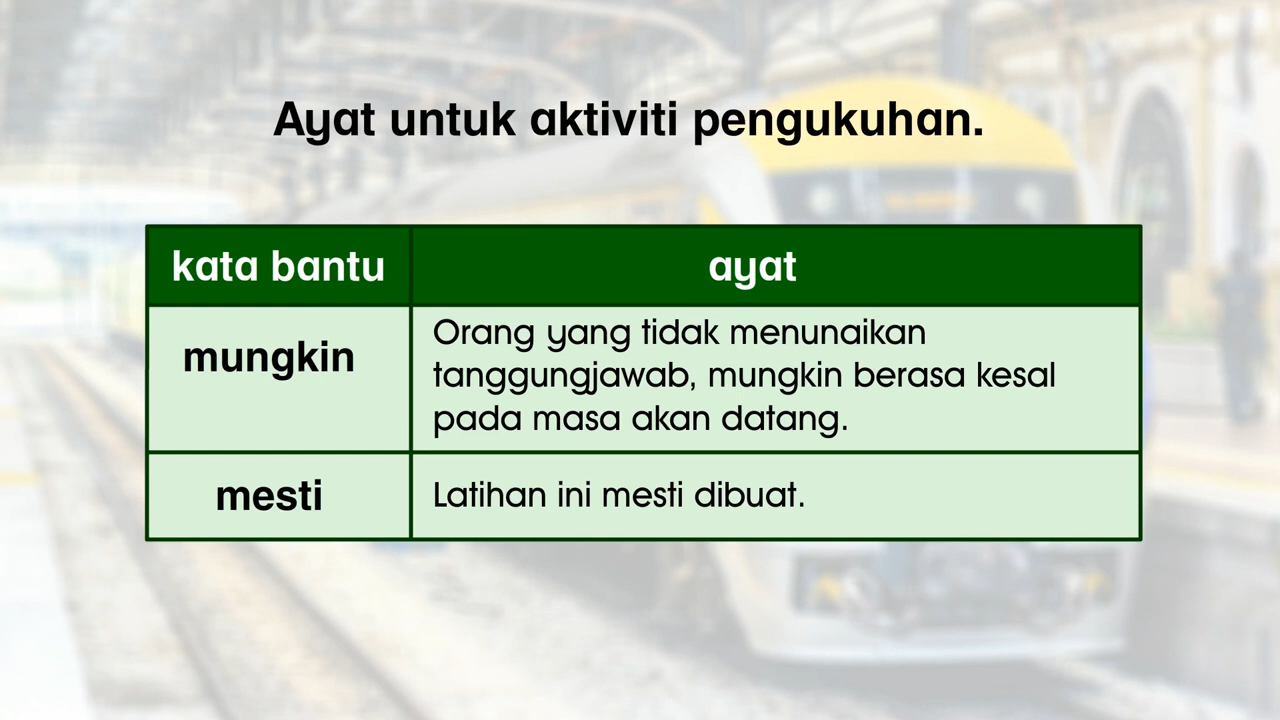 Ayat untuk aktiviti pengukuhan.
kata bantu
ayat
mungkin
Orang yang tidak menunaikan
tanggungjawab, mungkin berasa kesal
pada masa akan datang.
mesti
Latihan ini mesti dibuat.